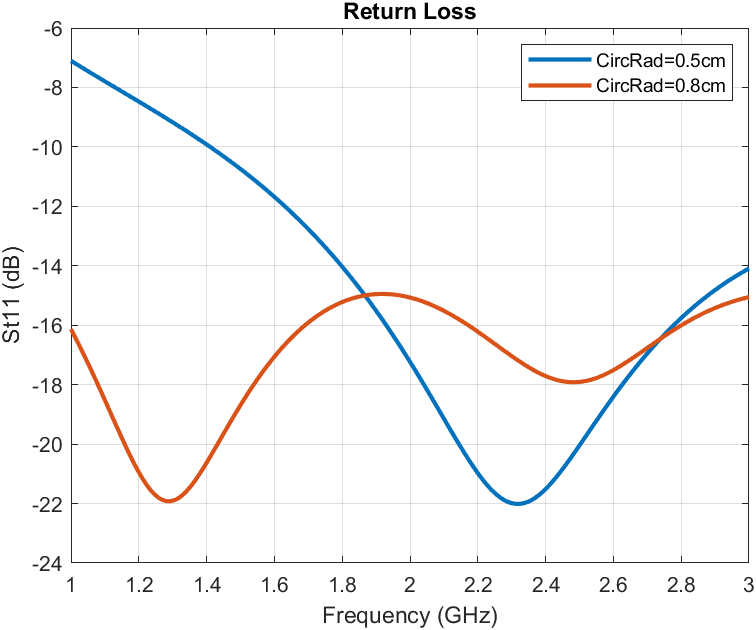 Return Loss
CircRad=0.5cm
CircRad=0.8cm
St11 (dB)
-6
-8
-10
-12
-14
-16
-18
-20
-22
-24
1 1.2 1.4 1.6 1.8 2 2.2 2.4 2.6 2.8 3
Frequency (GHz)